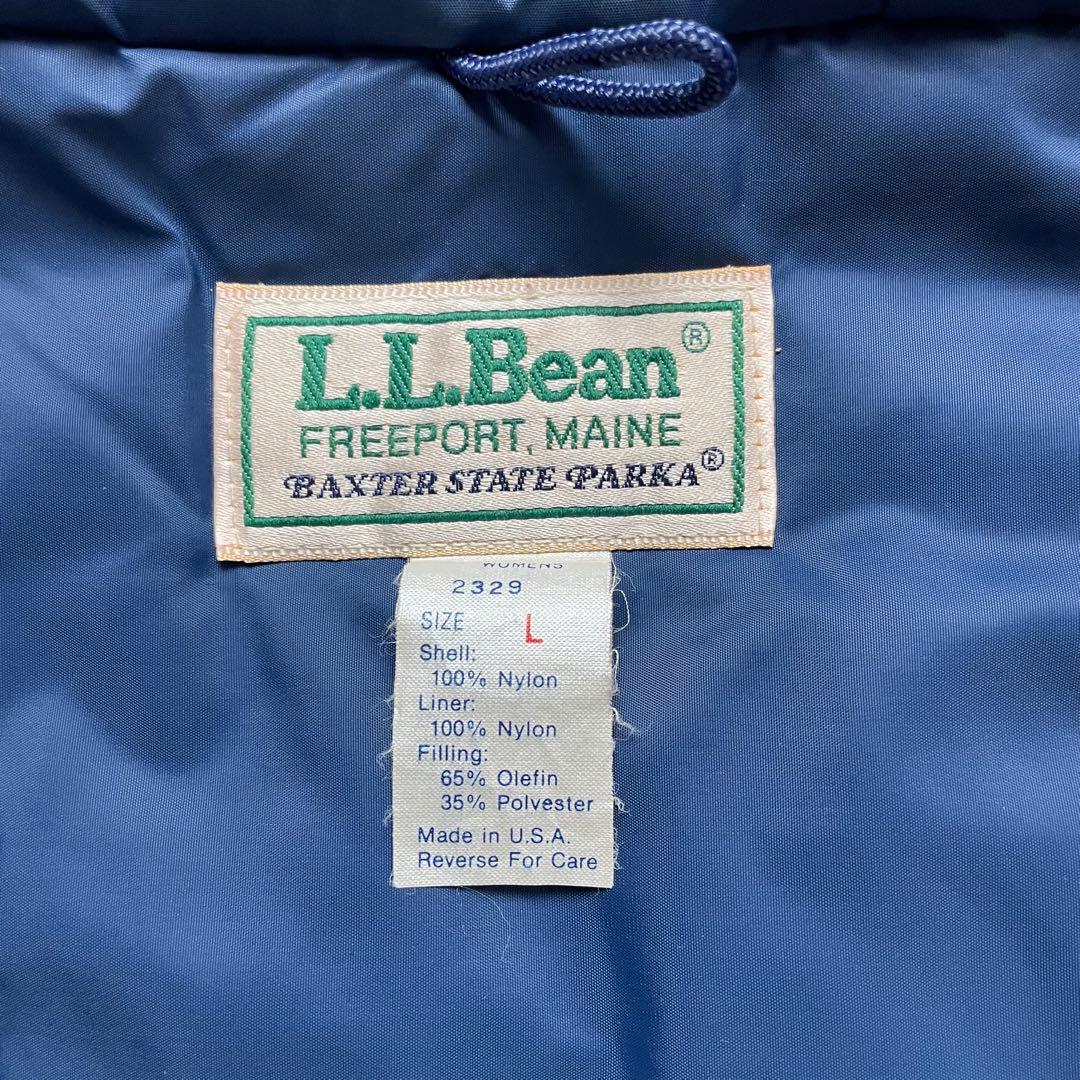 L.L.Bean®
FREEPORT, MAINE
BAXTER STATE PARKA®
WOMENS
2329
SIZE L
Shell:
100% Nylon
Liner:
100% Nylon
Filling:
65% Olefin
35% Polyester
Made in U.S.A.
Reverse For Care